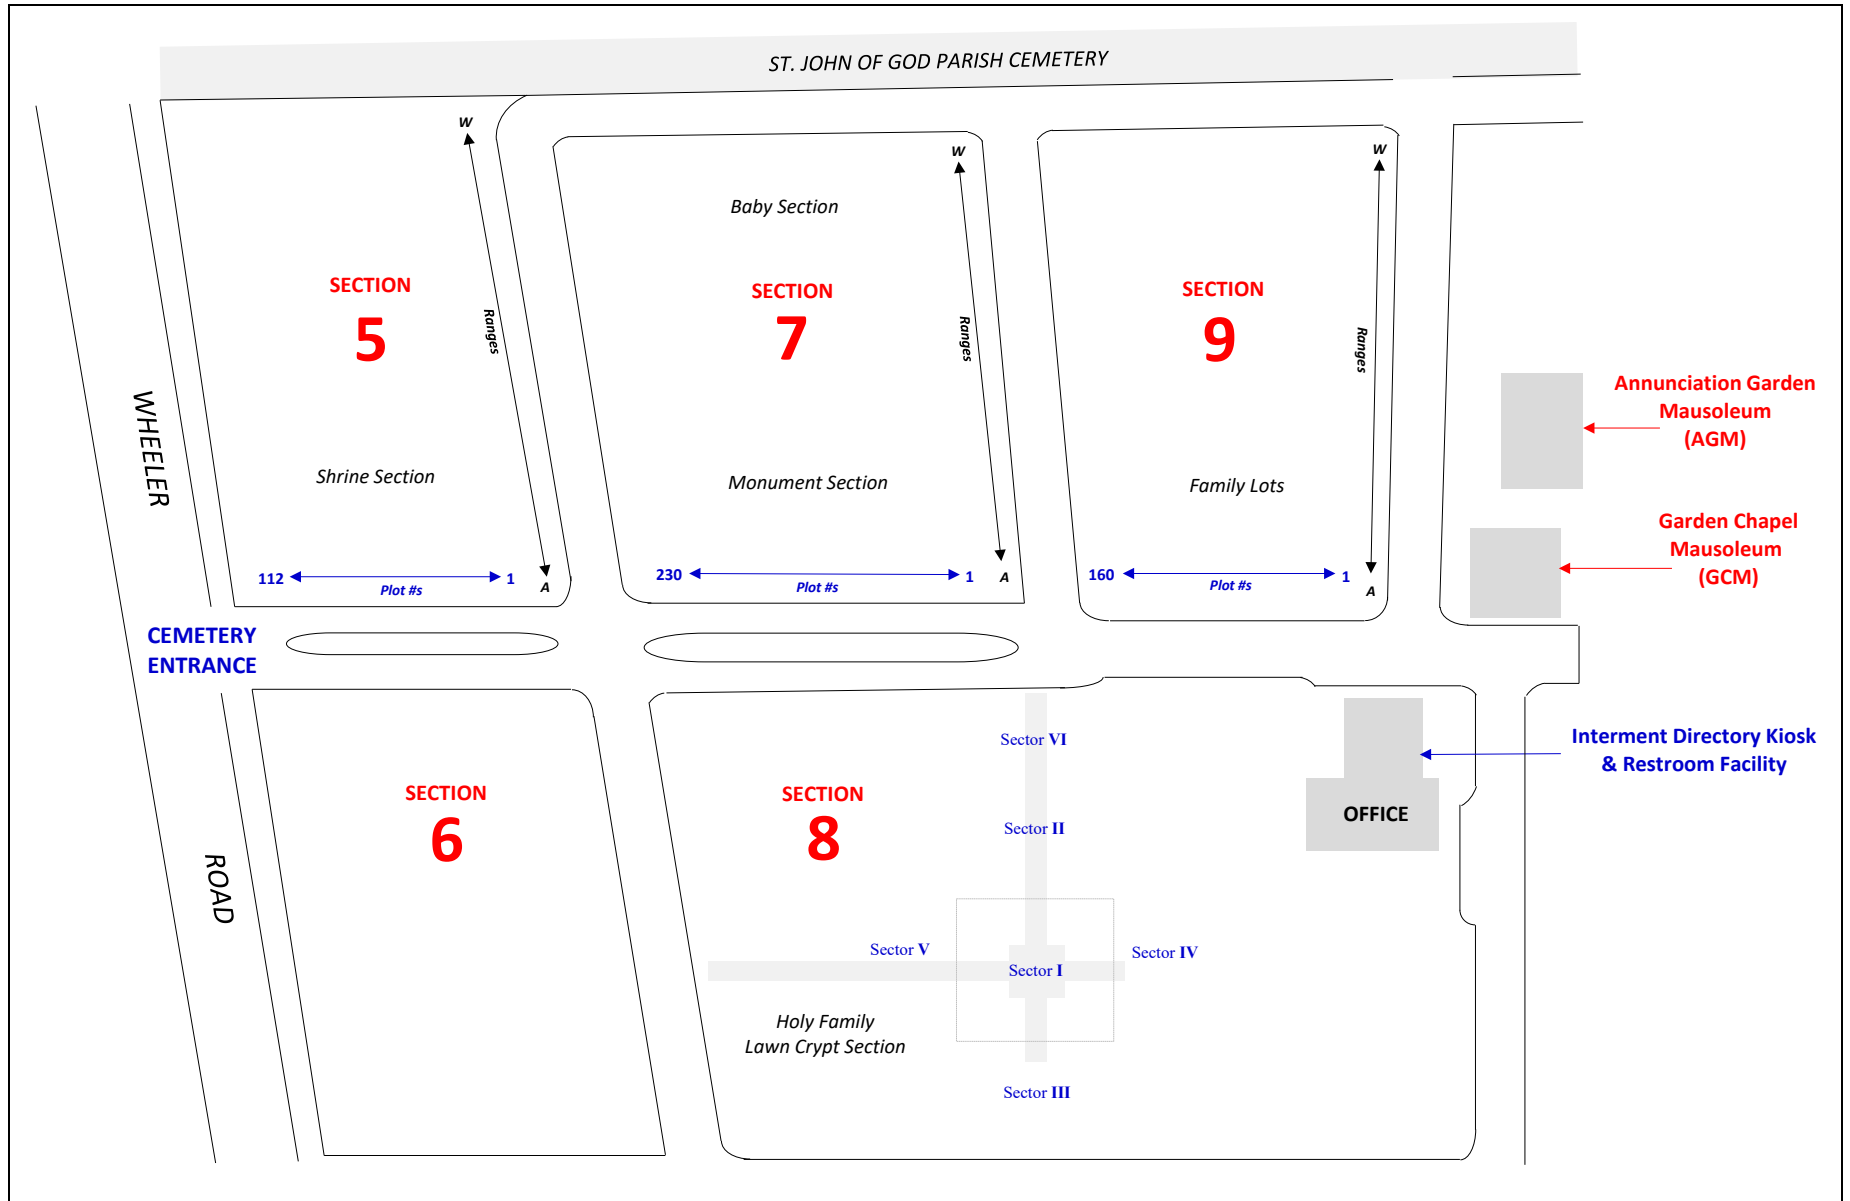 ST. JOHN OF GOD PARISH CEMETERY
W
W
W
Baby Section
SECTION
5
SECTION
7
SECTION
9
Ranges
Ranges
Ranges
Annunciation Garden
Mausoleum
(AGM)
WHEELER
Shrine Section
Monument Section
Family Lots
Garden Chapel
Mausoleum
(GCM)
112
1
Plot #s
A
230
1
Plot #s
A
160
1
Plot #s
A
CEMETERY
ENTRANCE
Sector VI
Interment Directory Kiosk
& Restroom Facility
SECTION
6
SECTION
8
Sector II
OFFICE
ROAD
Sector V
Sector IV
Sector I
Holy Family
Lawn Crypt Section
Sector III